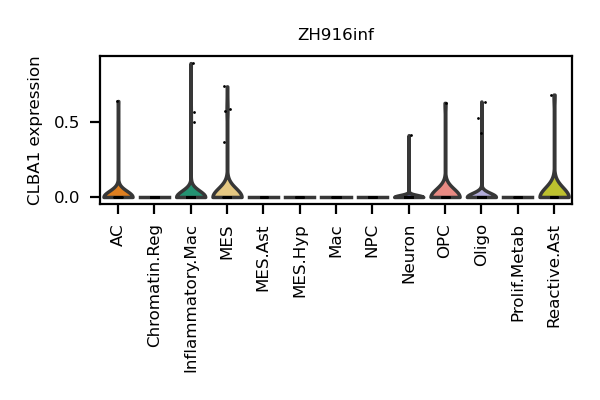 ZH916inf
CLBA1 expression
0.5
0.0
AC
Chromatin.Reg
Inflammatory.Mac
MES
MES.Ast
MES.Hyp
Mac
NPC
Neuron
OPC
Oligo
Prolif.Metab
Reactive.Ast